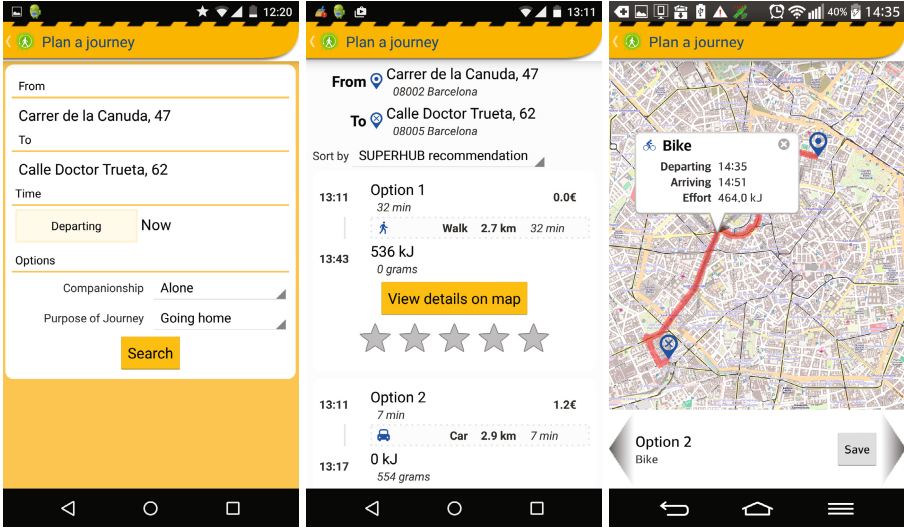 12:20
Plan a journey
From
Carrer de la Canuda, 47
To
Calle Doctor Trueta, 62
Time
Departing Now
Options
Companionship Alone
Purpose of Journey Going home
Search
13:11
Plan a journey
From Carrer de la Canuda, 47
08002 Barcelona
To Calle Doctor Trueta, 62
08005 Barcelona
Sort by SUPERHUB recommendation
13:11 Option 1 0.0€
32 min
Walk 2.7 km 32 min
13:43 536 kJ
0 grams
View details on map
13:11 Option 2 1.2€
7 min
Car 2.9 km 7 min
13:17 0 kJ
554 grams
40% 14:35
Plan a journey
Bike
Departing 14:35
Arriving 14:51
Effort 464.0 kJ
Option 2
Bike
Save